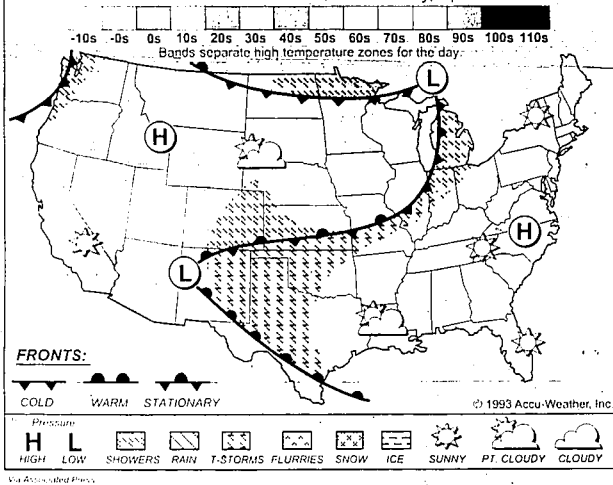 -10s -0s 0s 10s 20s 30s 40s 50s 60s 70s 80s 90s 100s 110s
Bands separate high temperature zones for the day.
L
H
H
L
FRONTS:
COLD WARM STATIONARY
© 1993 Accu-Weather, Inc.
Pressure
H L
HIGH LOW SHOWERS RAIN T-STORMS FLURRIES SNOW ICE SUNNY PT. CLOUDY CLOUDY
Via Associated Press